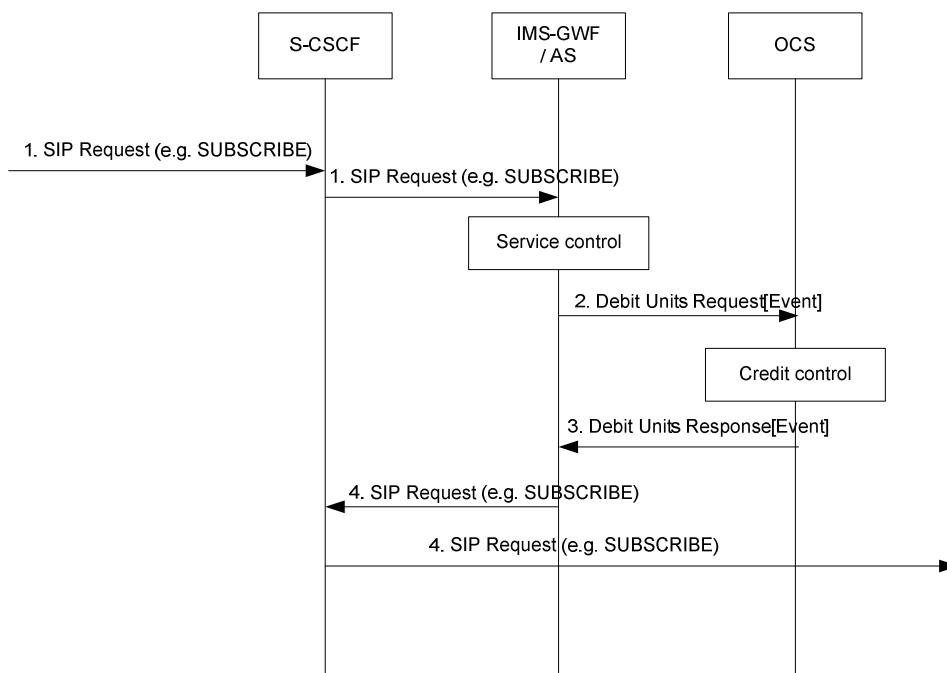 S-CSCF
IMS-GWF
/ AS
OCS
1. SIP Request (e.g. SUBSCRIBE)
1. SIP Request (e.g. SUBSCRIBE)
Service control
2. Debit Units Request[Event]
Credit control
3. Debit Units Response[Event]
4. SIP Request (e.g. SUBSCRIBE)
4. SIP Request (e.g. SUBSCRIBE)